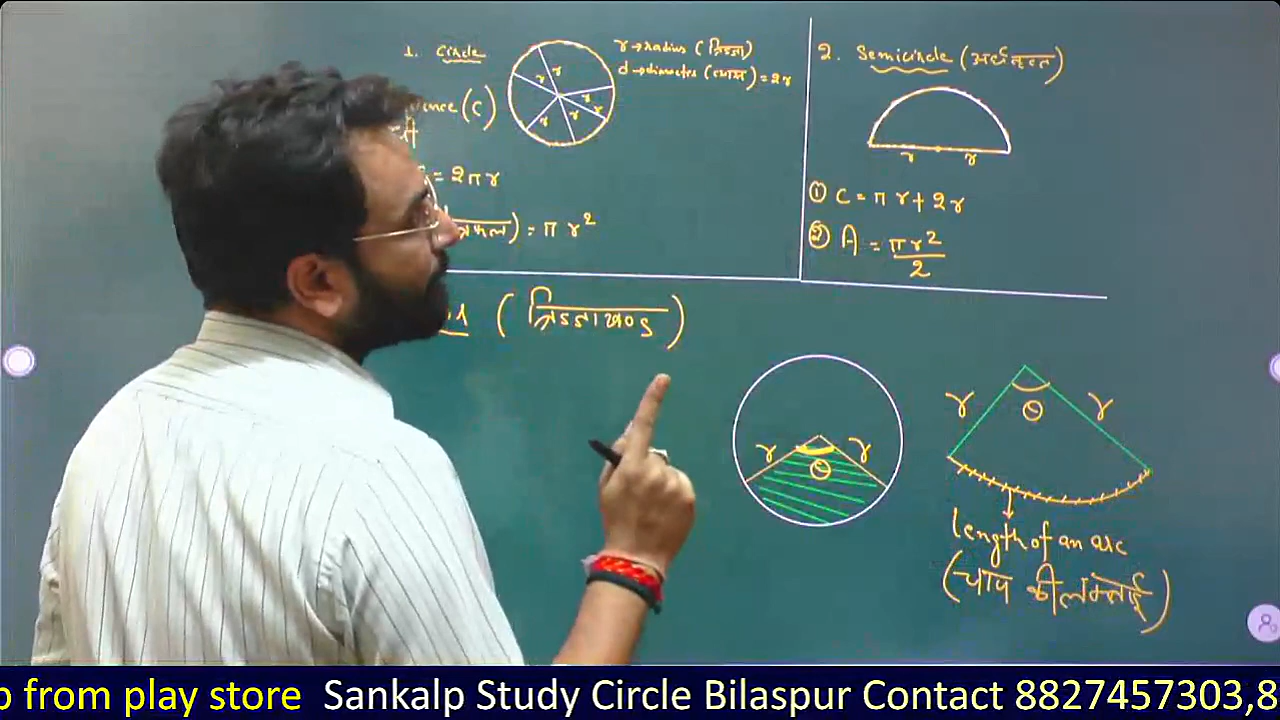 1. Circle
r → radius (त्रिज्या)
d → diameter (व्यास) = 2r
r r
r r r r
(C)
= 2πr
) = πr²
2. Semicircle (अर्धवृत्त)
r r
① C = πr + 2r
② A = πr²/2
(त्रिज्याखण्ड)
r r
θ
r r
θ
length of an arc
(चाप की लम्बाई)
p from play store Sankalp Study Circle Bilaspur Contact 8827457303,8